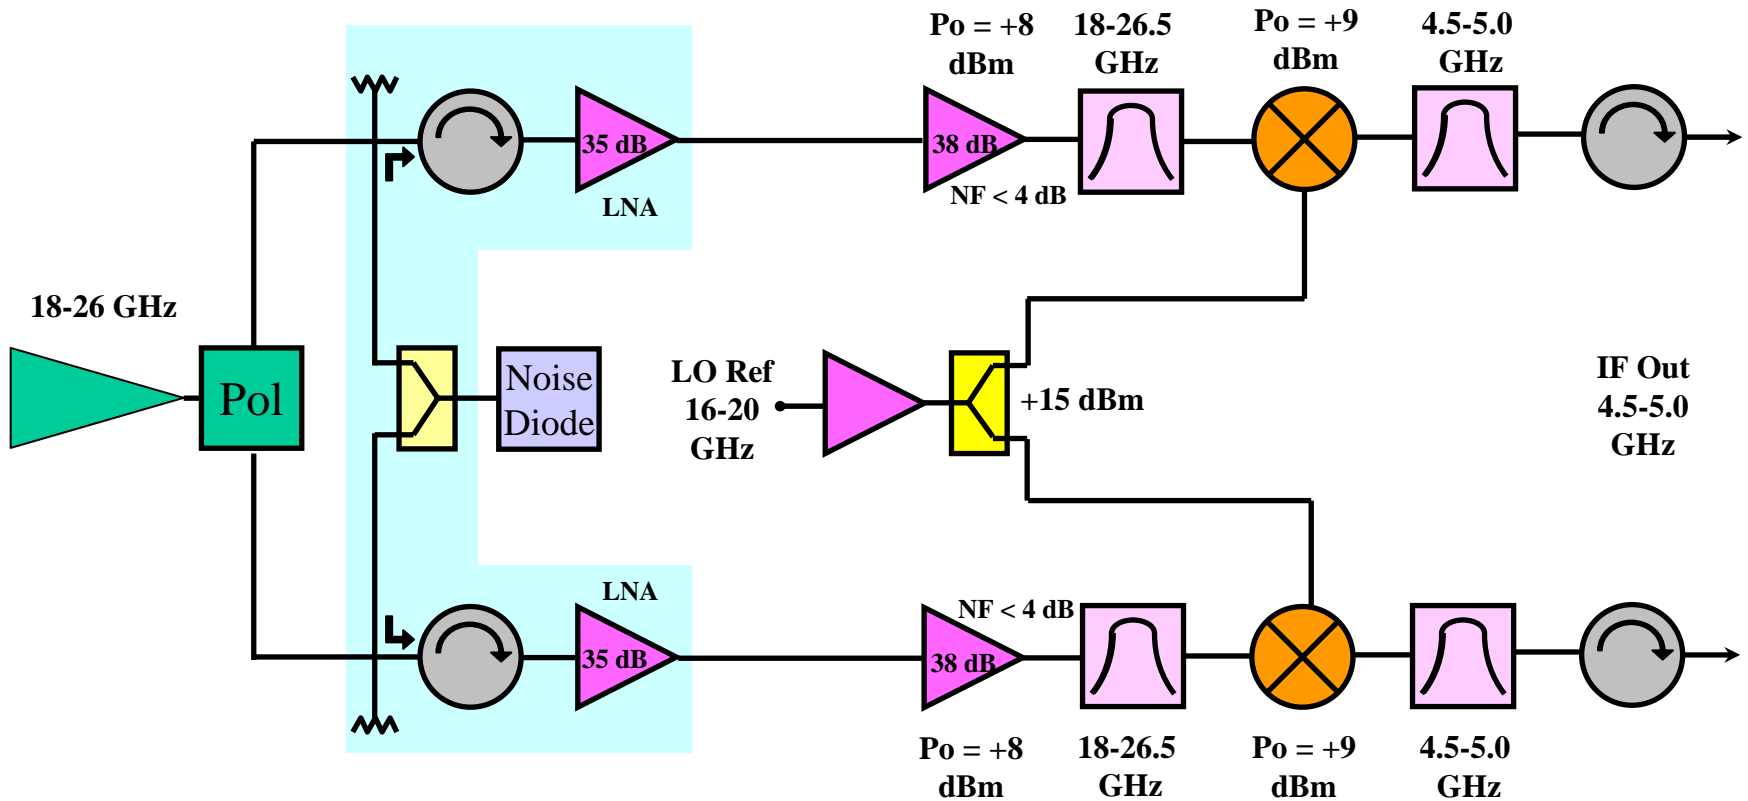 Po = +8
dBm
18-26.5
GHz
Po = +9
dBm
4.5-5.0
GHz
35 dB
LNA
38 dB
NF < 4 dB
18-26 GHz
Pol
Noise
Diode
LO Ref
16-20
GHz
+15 dBm
IF Out
4.5-5.0
GHz
LNA
35 dB
NF < 4 dB
38 dB
Po = +8
dBm
18-26.5
GHz
Po = +9
dBm
4.5-5.0
GHz